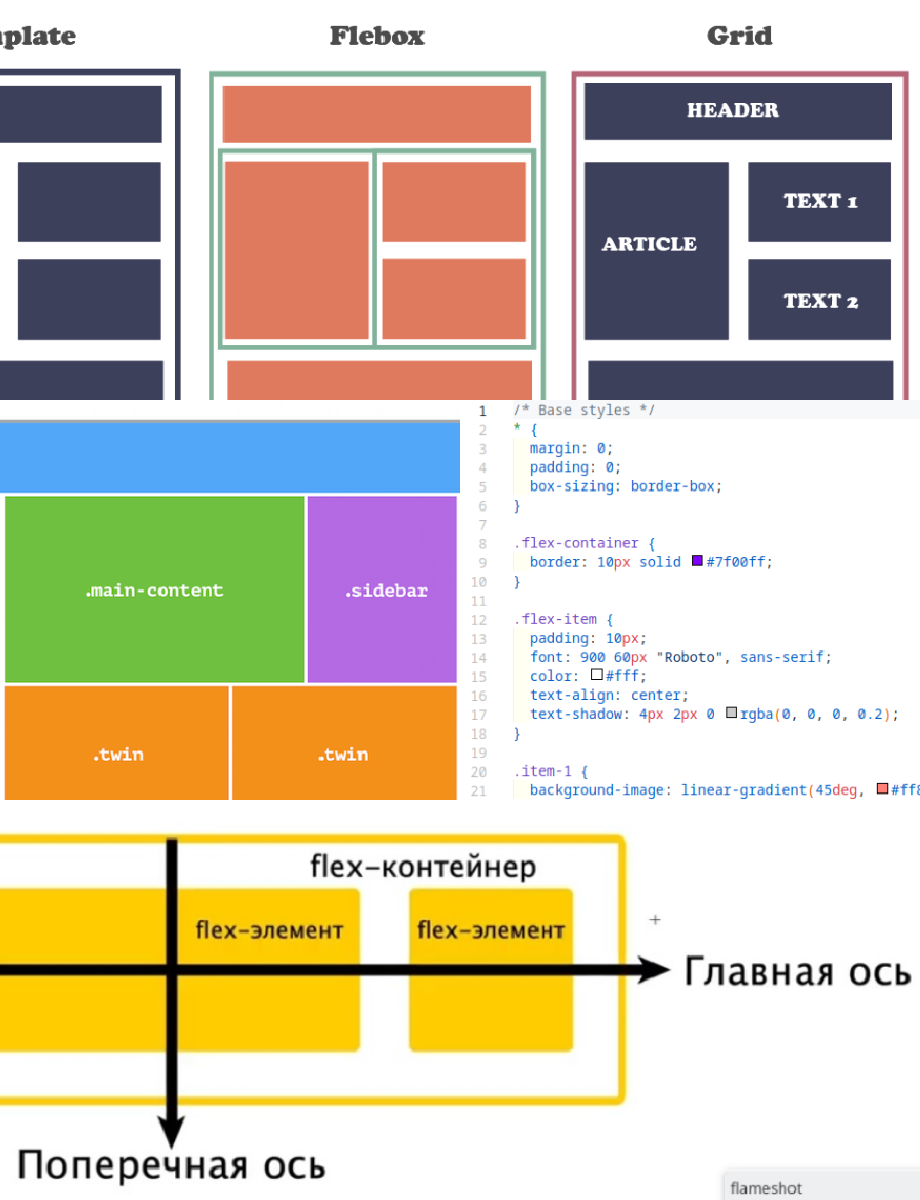 plate
Flebox
Grid
HEADER
ARTICLE
TEXT 1
TEXT 2
.main-content
.sidebar
.twin
.twin
1 /* Base styles */
2 * {
3 margin: 0;
4 padding: 0;
5 box-sizing: border-box;
6 }
7
8 .flex-container {
9 border: 10px solid #7f00ff;
10 }
11
12 .flex-item {
13 padding: 10px;
14 font: 900 60px "Roboto", sans-serif;
15 color: #fff;
16 text-align: center;
17 text-shadow: 4px 2px 0 rgba(0, 0, 0, 0.2);
18 }
19
20 .item-1 {
21 background-image: linear-gradient(45deg, #ff8
flex-контейнер
flex-элемент
flex-элемент
Главная ось
Поперечная ось
flameshot